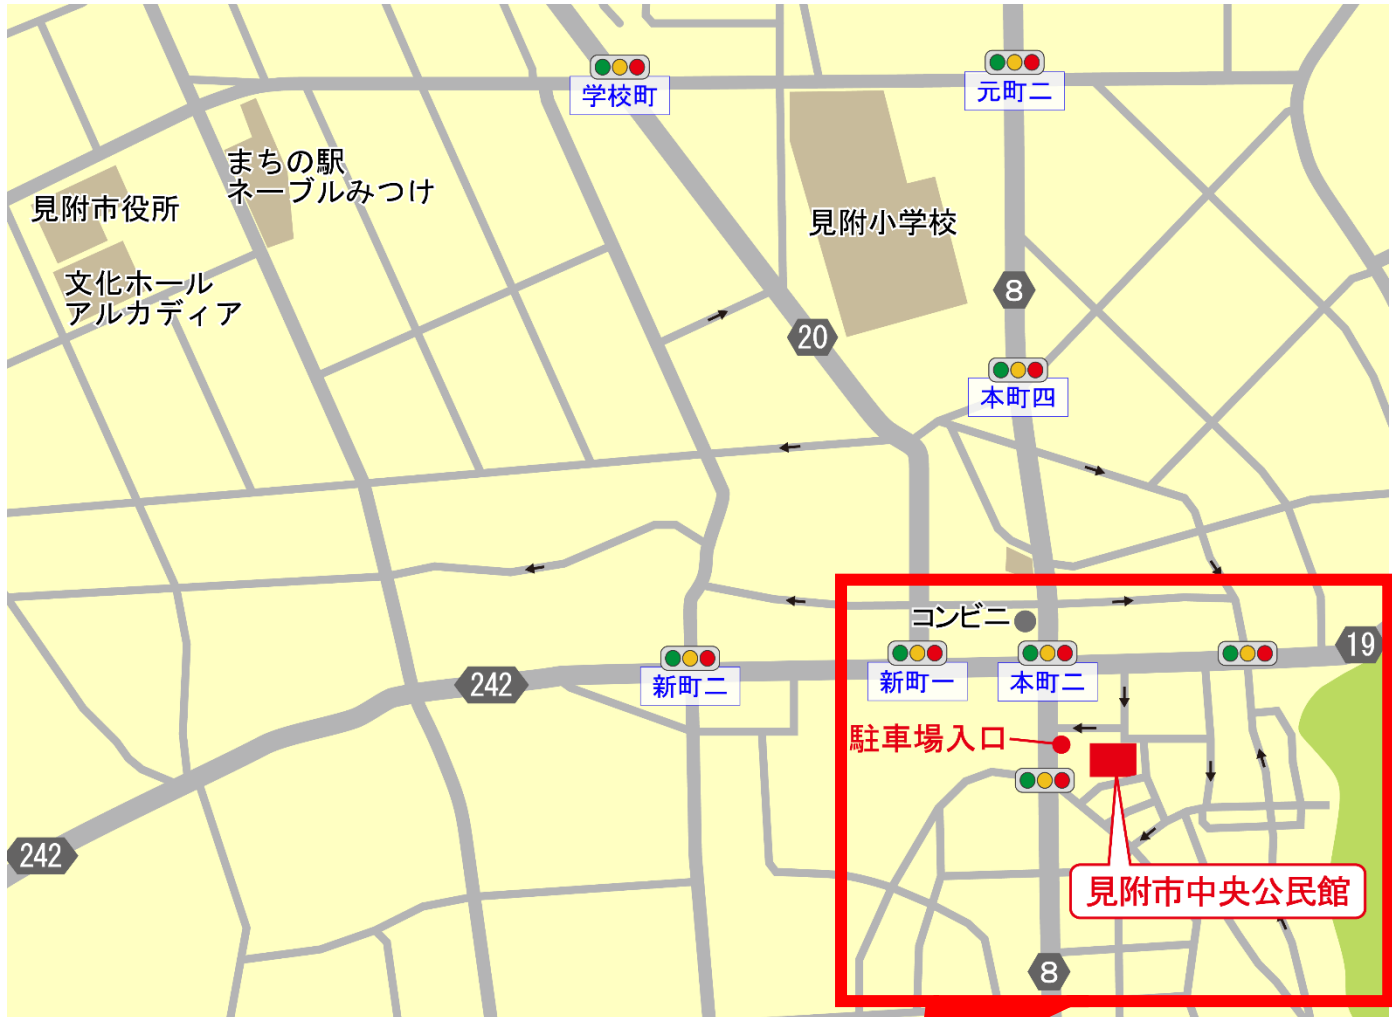 学校町
元町二
まちの駅
ネーブルみつけ
見附市役所
見附小学校
文化ホール
アルカディア
8
20
本町四
コンビニ
19
新町二
新町一
本町二
242
駐車場入口
242
見附市中央公民館
8